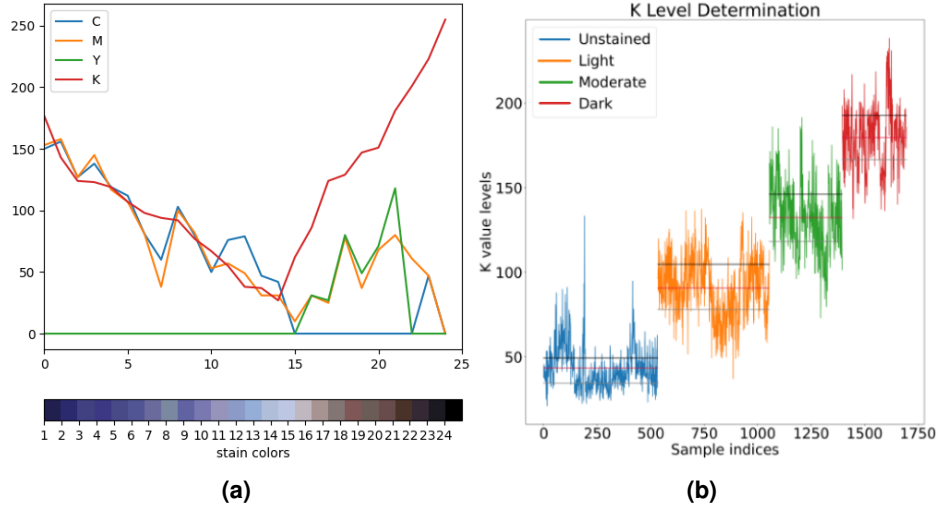 250
200
150
100
50
0
C
M
Y
K
0 5 10 15 20 25
1 2 3 4 5 6 7 8 9 10 11 12 13 14 15 16 17 18 19 20 21 22 23 24
stain colors
(a)
K Level Determination
Unstained
Light
Moderate
Dark
K value levels
200
150
100
50
0 250 500 750 1000 1250 1500 1750
Sample indices
(b)